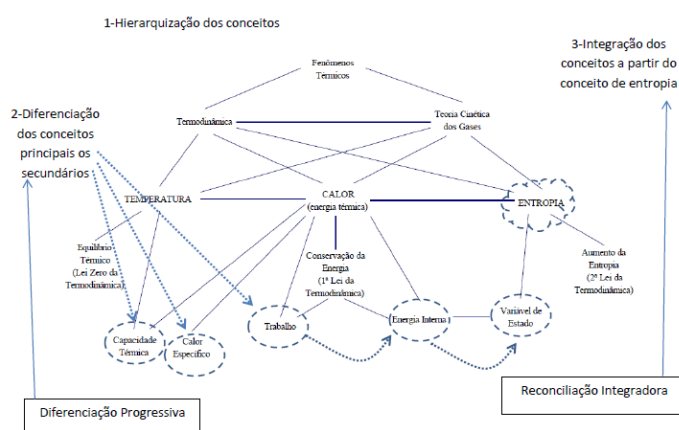 1-Hierarquização dos conceitos
3-Integração dos
conceitos a partir do
conceito de entropia
Fenômenos
Térmicos
2-Diferenciação
dos conceitos
principais os
secundários
Termodinâmica
Teoria Cinética
dos Gases
TEMPERATURA
CALOR
(energia térmica)
ENTROPIA
Equilíbrio
Térmico
(Lei Zero da
Termodinâmica)
Conservação da
Energia
(1ª Lei da
Termodinâmica)
Aumento da
Entropia
(2ª Lei da
Termodinâmica)
Capacidade
Térmica
Calor
Específico
Trabalho
Energia Interna
Variável de
Estado
Diferenciação Progressiva
Reconciliação Integradora